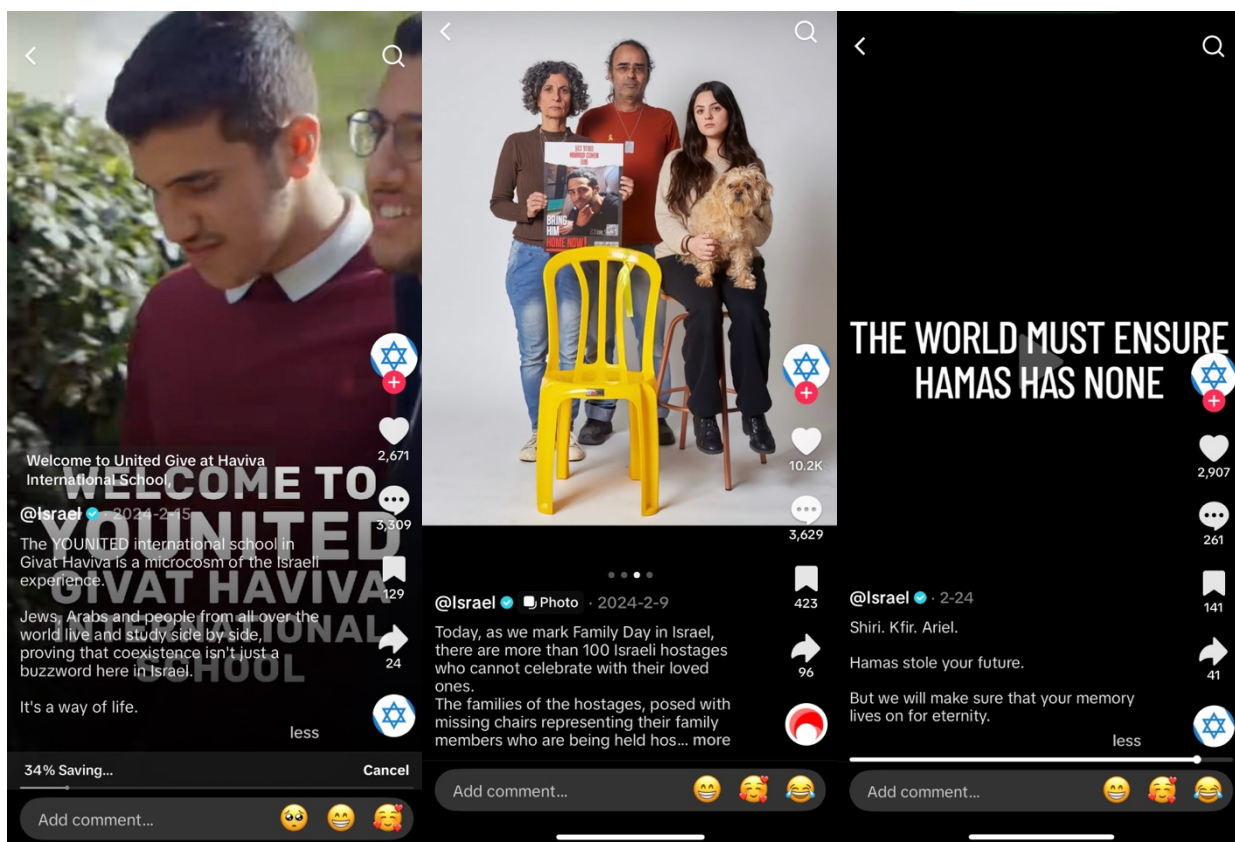 Welcome to United Give at Haviva
International School,
WELCOME TO
YOUNITED
GIVAT HAVIVA
INTERNATIONAL
SCHOOL
2,671
@Israel · 2024-2-15
3,309
The YOUNITED international school in
Givat Haviva is a microcosm of the Israeli
experience.
129
Jews, Arabs and people from all over the
world live and study side by side,
proving that coexistence isn't just a
buzzword here in Israel.
24
It's a way of life.
less
34% Saving...
Cancel
Add comment...
BRING
HIM
HOME NOW!
10.2K
3,629
@Israel Photo · 2024-2-9
423
Today, as we mark Family Day in Israel,
there are more than 100 Israeli hostages
who cannot celebrate with their loved
ones.
96
The families of the hostages, posed with
missing chairs representing their family
members who are being held hos... more
Add comment...
THE WORLD MUST ENSURE
HAMAS HAS NONE
2,907
261
@Israel · 2-24
141
Shiri. Kfir. Ariel.
Hamas stole your future.
41
But we will make sure that your memory
lives on for eternity.
less
Add comment...